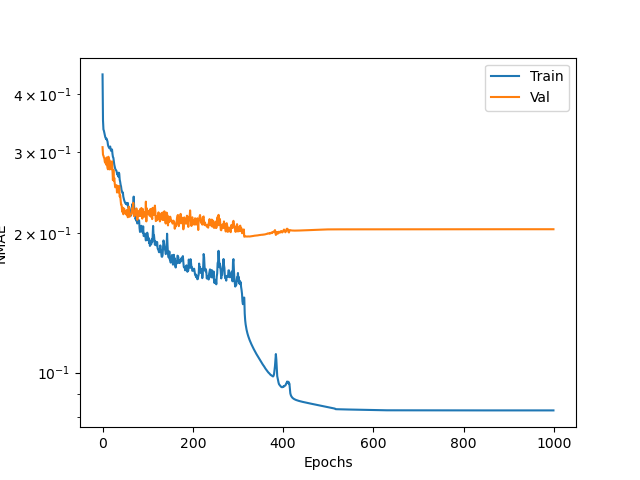 Train
Val
4 × 10⁻¹
3 × 10⁻¹
2 × 10⁻¹
10⁻¹
NMAE
0 200 400 600 800 1000
Epochs